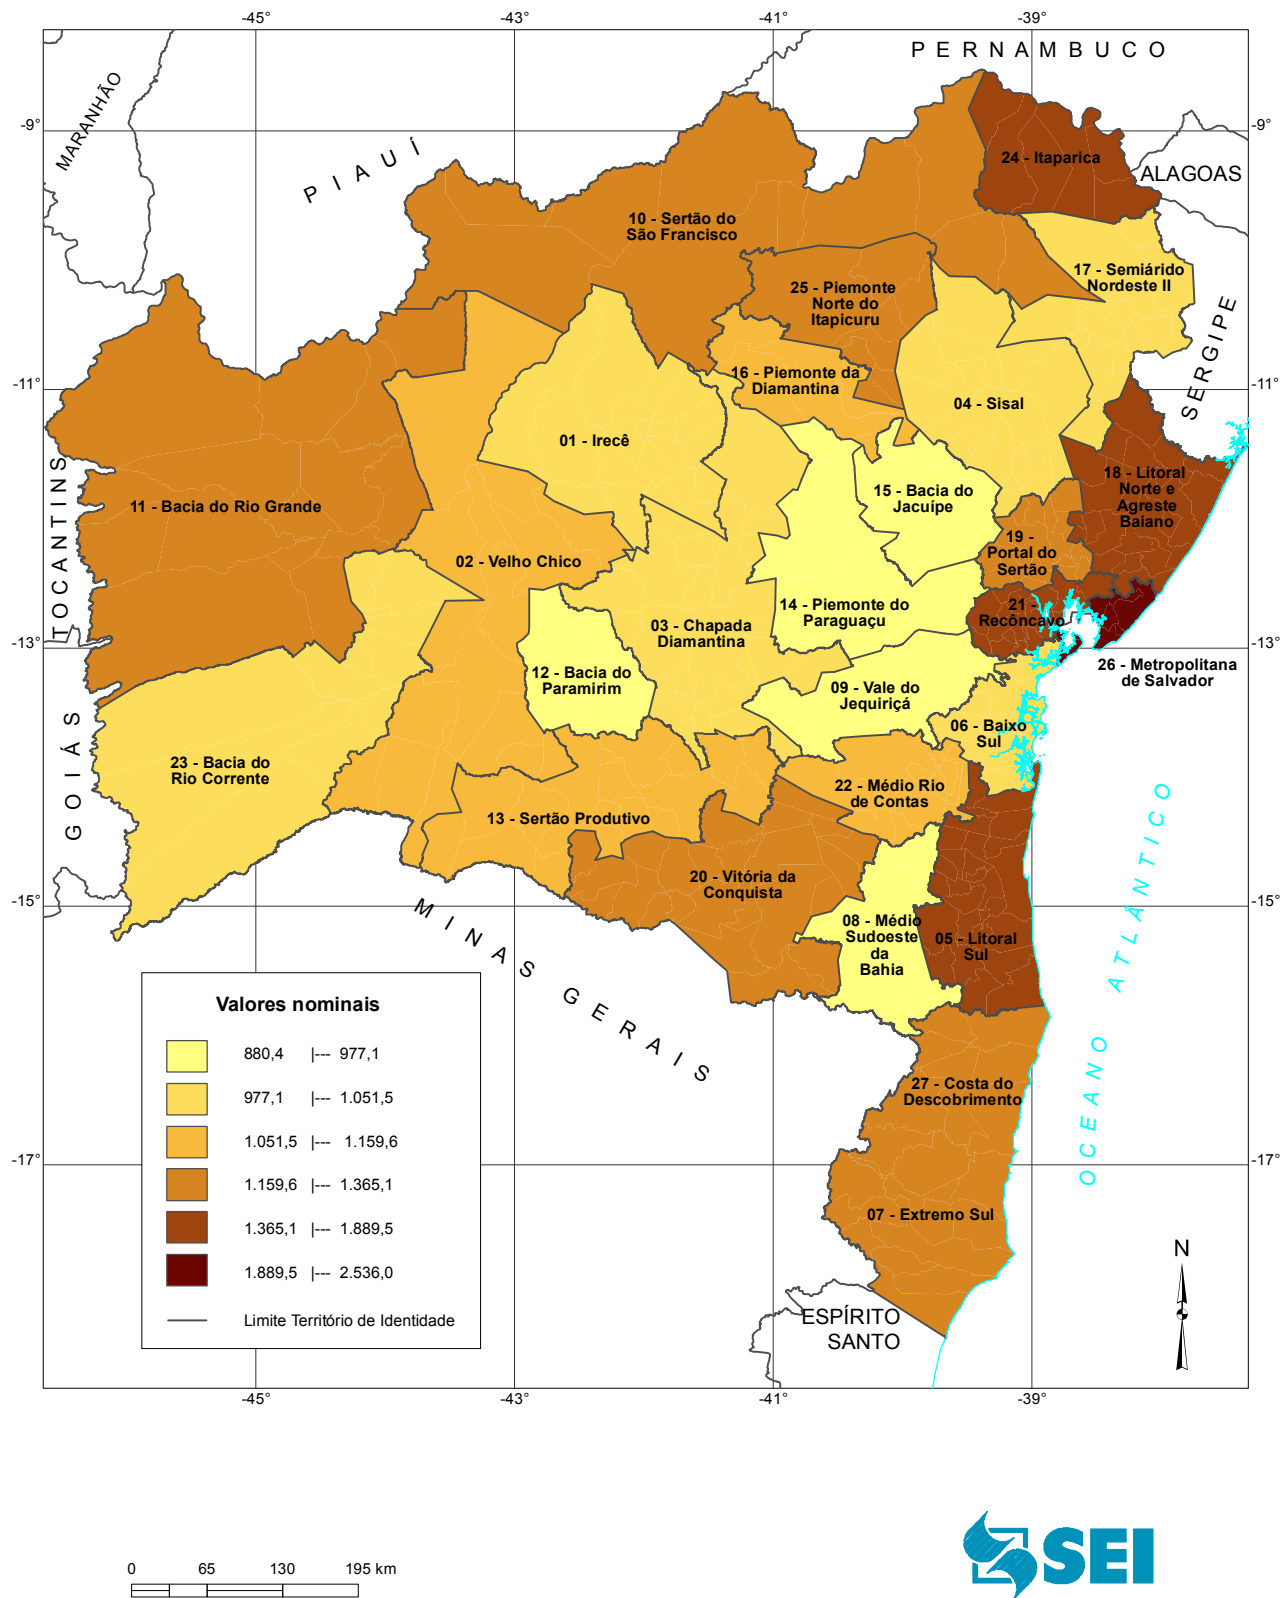 -45°
-43°
-41°
-39°
PERNAMBUCO
MARANHÃO
PIAUÍ
-9°
-9°
24 - Itaparica
ALAGOAS
10 - Sertão do
São Francisco
17 - Semiárido
Nordeste II
25 - Piemonte
Norte do
Itapicuru
SERGIPE
-11°
-11°
16 - Piemonte da
Diamantina
04 - Sisal
01 - Irecê
TOCANTINS
11 - Bacia do Rio Grande
15 - Bacia do
Jacuípe
18 - Litoral
Norte e
Agreste
Baiano
19 -
Portal do
Sertão
02 - Velho Chico
14 - Piemonte do
Paraguaçu
21 -
Recôncavo
03 - Chapada
Diamantina
-13°
-13°
26 - Metropolitana
de Salvador
12 - Bacia do
Paramirim
09 - Vale do
Jequiriçá
06 - Baixo
Sul
GOIÁS
23 - Bacia do
Rio Corrente
22 - Médio Rio
de Contas
13 - Sertão Produtivo
OCEANO ATLÂNTICO
20 - Vitória da
Conquista
-15°
-15°
MINAS GERAIS
08 - Médio
Sudoeste
da
Bahia
05 - Litoral
Sul
Valores nominais
880,4 |--- 977,1
977,1 |--- 1.051,5
1.051,5 |--- 1.159,6
1.159,6 |--- 1.365,1
1.365,1 |--- 1.889,5
1.889,5 |--- 2.536,0
Limite Território de Identidade
27 - Costa do
Descobrimento
-17°
-17°
07 - Extremo Sul
N
ESPÍRITO
SANTO
-45°
-43°
-41°
-39°
0 65 130 195 km
SEI